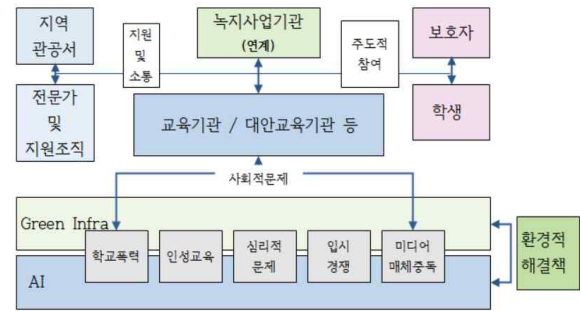 지역
관공서
지원
및
소통
녹지사업기관
(연계)
주도적
참여
보호자
전문가
및
지원조직
교육기관 / 대안교육기관 등
학생
사회적문제
Green Infra
학교폭력
인성교육
심리적
문제
입시
경쟁
미디어
매체중독
AI
환경적
해결책